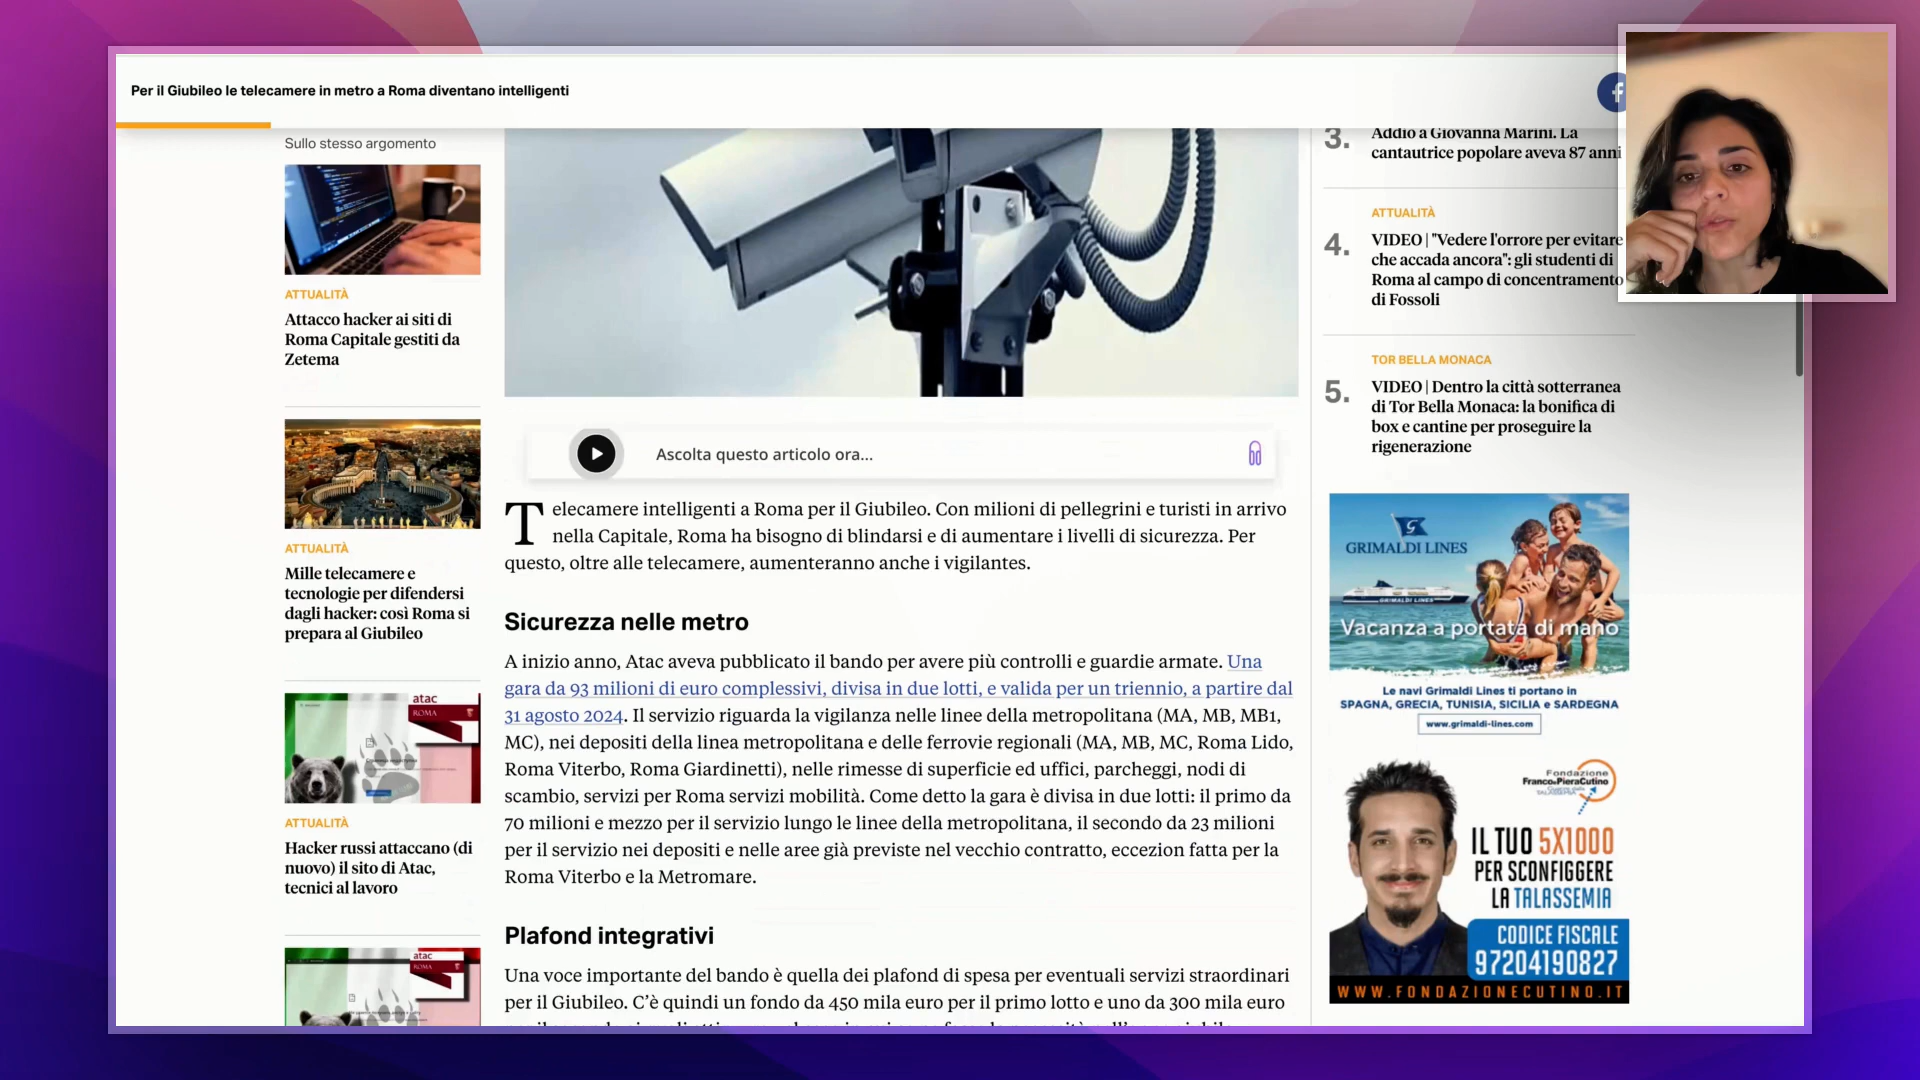 Per il Giubileo le telecamere in metro a Roma diventano intelligenti
Sullo stesso argomento
ATTUALITÀ
Attacco hacker ai siti di
Roma Capitale gestiti da
Zetema
ATTUALITÀ
Mille telecamere e
tecnologie per difendersi
dagli hacker: così Roma si
prepara al Giubileo
atac
ROMA
ATTUALITÀ
Hacker russi attaccano (di
nuovo) il sito di Atac,
tecnici al lavoro
atac
ROMA
Ascolta questo articolo ora...
Telecamere intelligenti a Roma per il Giubileo. Con milioni di pellegrini e turisti in arrivo
nella Capitale, Roma ha bisogno di blindarsi e di aumentare i livelli di sicurezza. Per
questo, oltre alle telecamere, aumenteranno anche i vigilantes.
Sicurezza nelle metro
A inizio anno, Atac aveva pubblicato il bando per avere più controlli e guardie armate. Una
gara da 93 milioni di euro complessivi, divisa in due lotti, e valida per un triennio, a partire dal
31 agosto 2024. Il servizio riguarda la vigilanza nelle linee della metropolitana (MA, MB, MB1,
MC), nei depositi della linea metropolitana e delle ferrovie regionali (MA, MB, MC, Roma Lido,
Roma Viterbo, Roma Giardinetti), nelle rimesse di superficie ed uffici, parcheggi, nodi di
scambio, servizi per Roma servizi mobilità. Come detto la gara è divisa in due lotti: il primo da
70 milioni e mezzo per il servizio lungo le linee della metropolitana, il secondo da 23 milioni
per il servizio nei depositi e nelle aree già previste nel vecchio contratto, eccezion fatta per la
Roma Viterbo e la Metromare.
Plafond integrativi
Una voce importante del bando è quella dei plafond di spesa per eventuali servizi straordinari
per il Giubileo. C'è quindi un fondo da 450 mila euro per il primo lotto e uno da 300 mila euro
3. Addio a Giovanna Marini. La
cantautrice popolare aveva 87 anni
ATTUALITÀ
4. VIDEO | "Vedere l'orrore per evitare
che accada ancora": gli studenti di
Roma al campo di concentramento
di Fossoli
TOR BELLA MONACA
5. VIDEO | Dentro la città sotterranea
di Tor Bella Monaca: la bonifica di
box e cantine per proseguire la
rigenerazione
G
GRIMALDI LINES
GRIMALDI LINES
Vacanza a portata di mano
Le navi Grimaldi Lines ti portano in
SPAGNA, GRECIA, TUNISIA, SICILIA e SARDEGNA
www.grimaldi-lines.com
Fondazione
Franco e Piera Cutino
IL TUO 5X1000
PER SCONFIGGERE
LA TALASSEMIA
CODICE FISCALE
97204190827
WWW.FONDAZIONECUTINO.IT